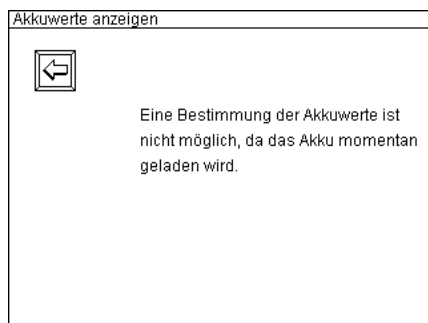 Akkuwerte anzeigen
Eine Bestimmung der Akkuwerte ist
nicht möglich, da das Akku momentan
geladen wird.